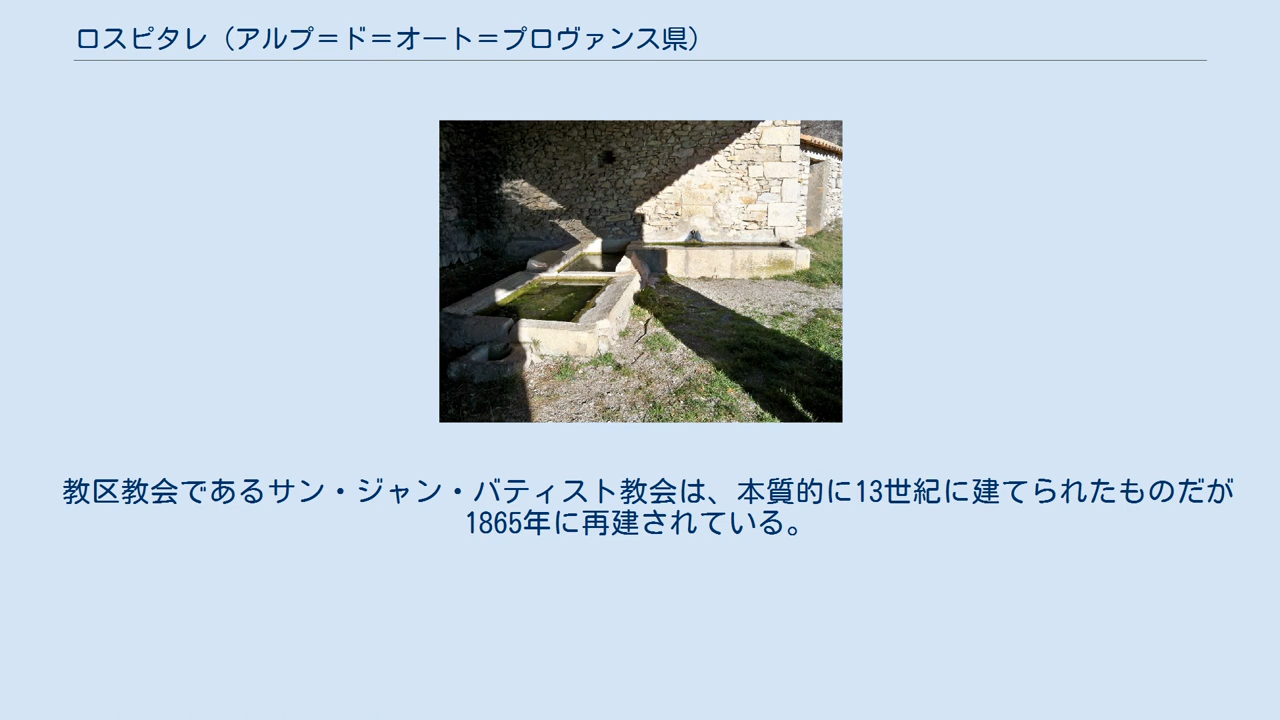 ロスピタレ（アルプ＝ド＝オート＝プロヴァンス県）
教区教会であるサン・ジャン・バティスト教会は、本質的に13世紀に建てられたものだが
1865年に再建されている。